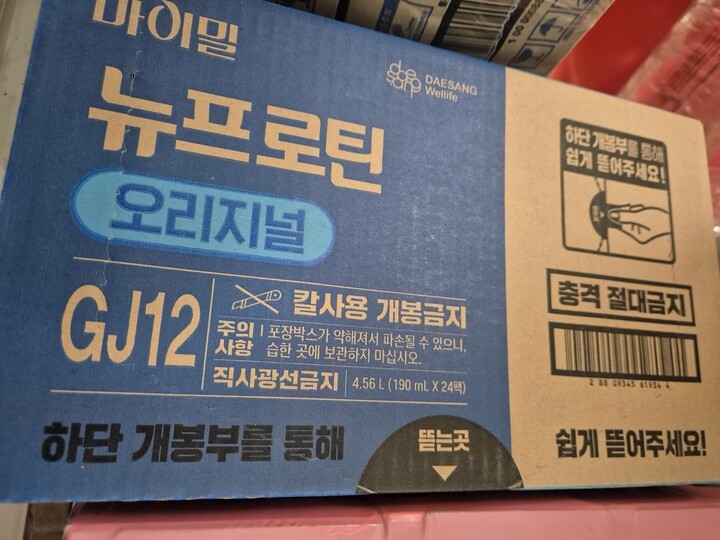 마이밀
뉴프로틴
오리지널
DAESANG
Wellife
GJ12
칼사용 개봉금지
주의
사항
포장박스가 약해져서 파손될 수 있으니,
습한 곳에 보관하지 마십시오.
직사광선금지 4.56 L (190 mL X 24팩)
하단 개봉부를 통해
뜯는곳
쉽게 뜯어주세요!
하단 개봉부를 통해
쉽게 뜯어주세요!
충격 절대금지
2 88 09345 61934 4